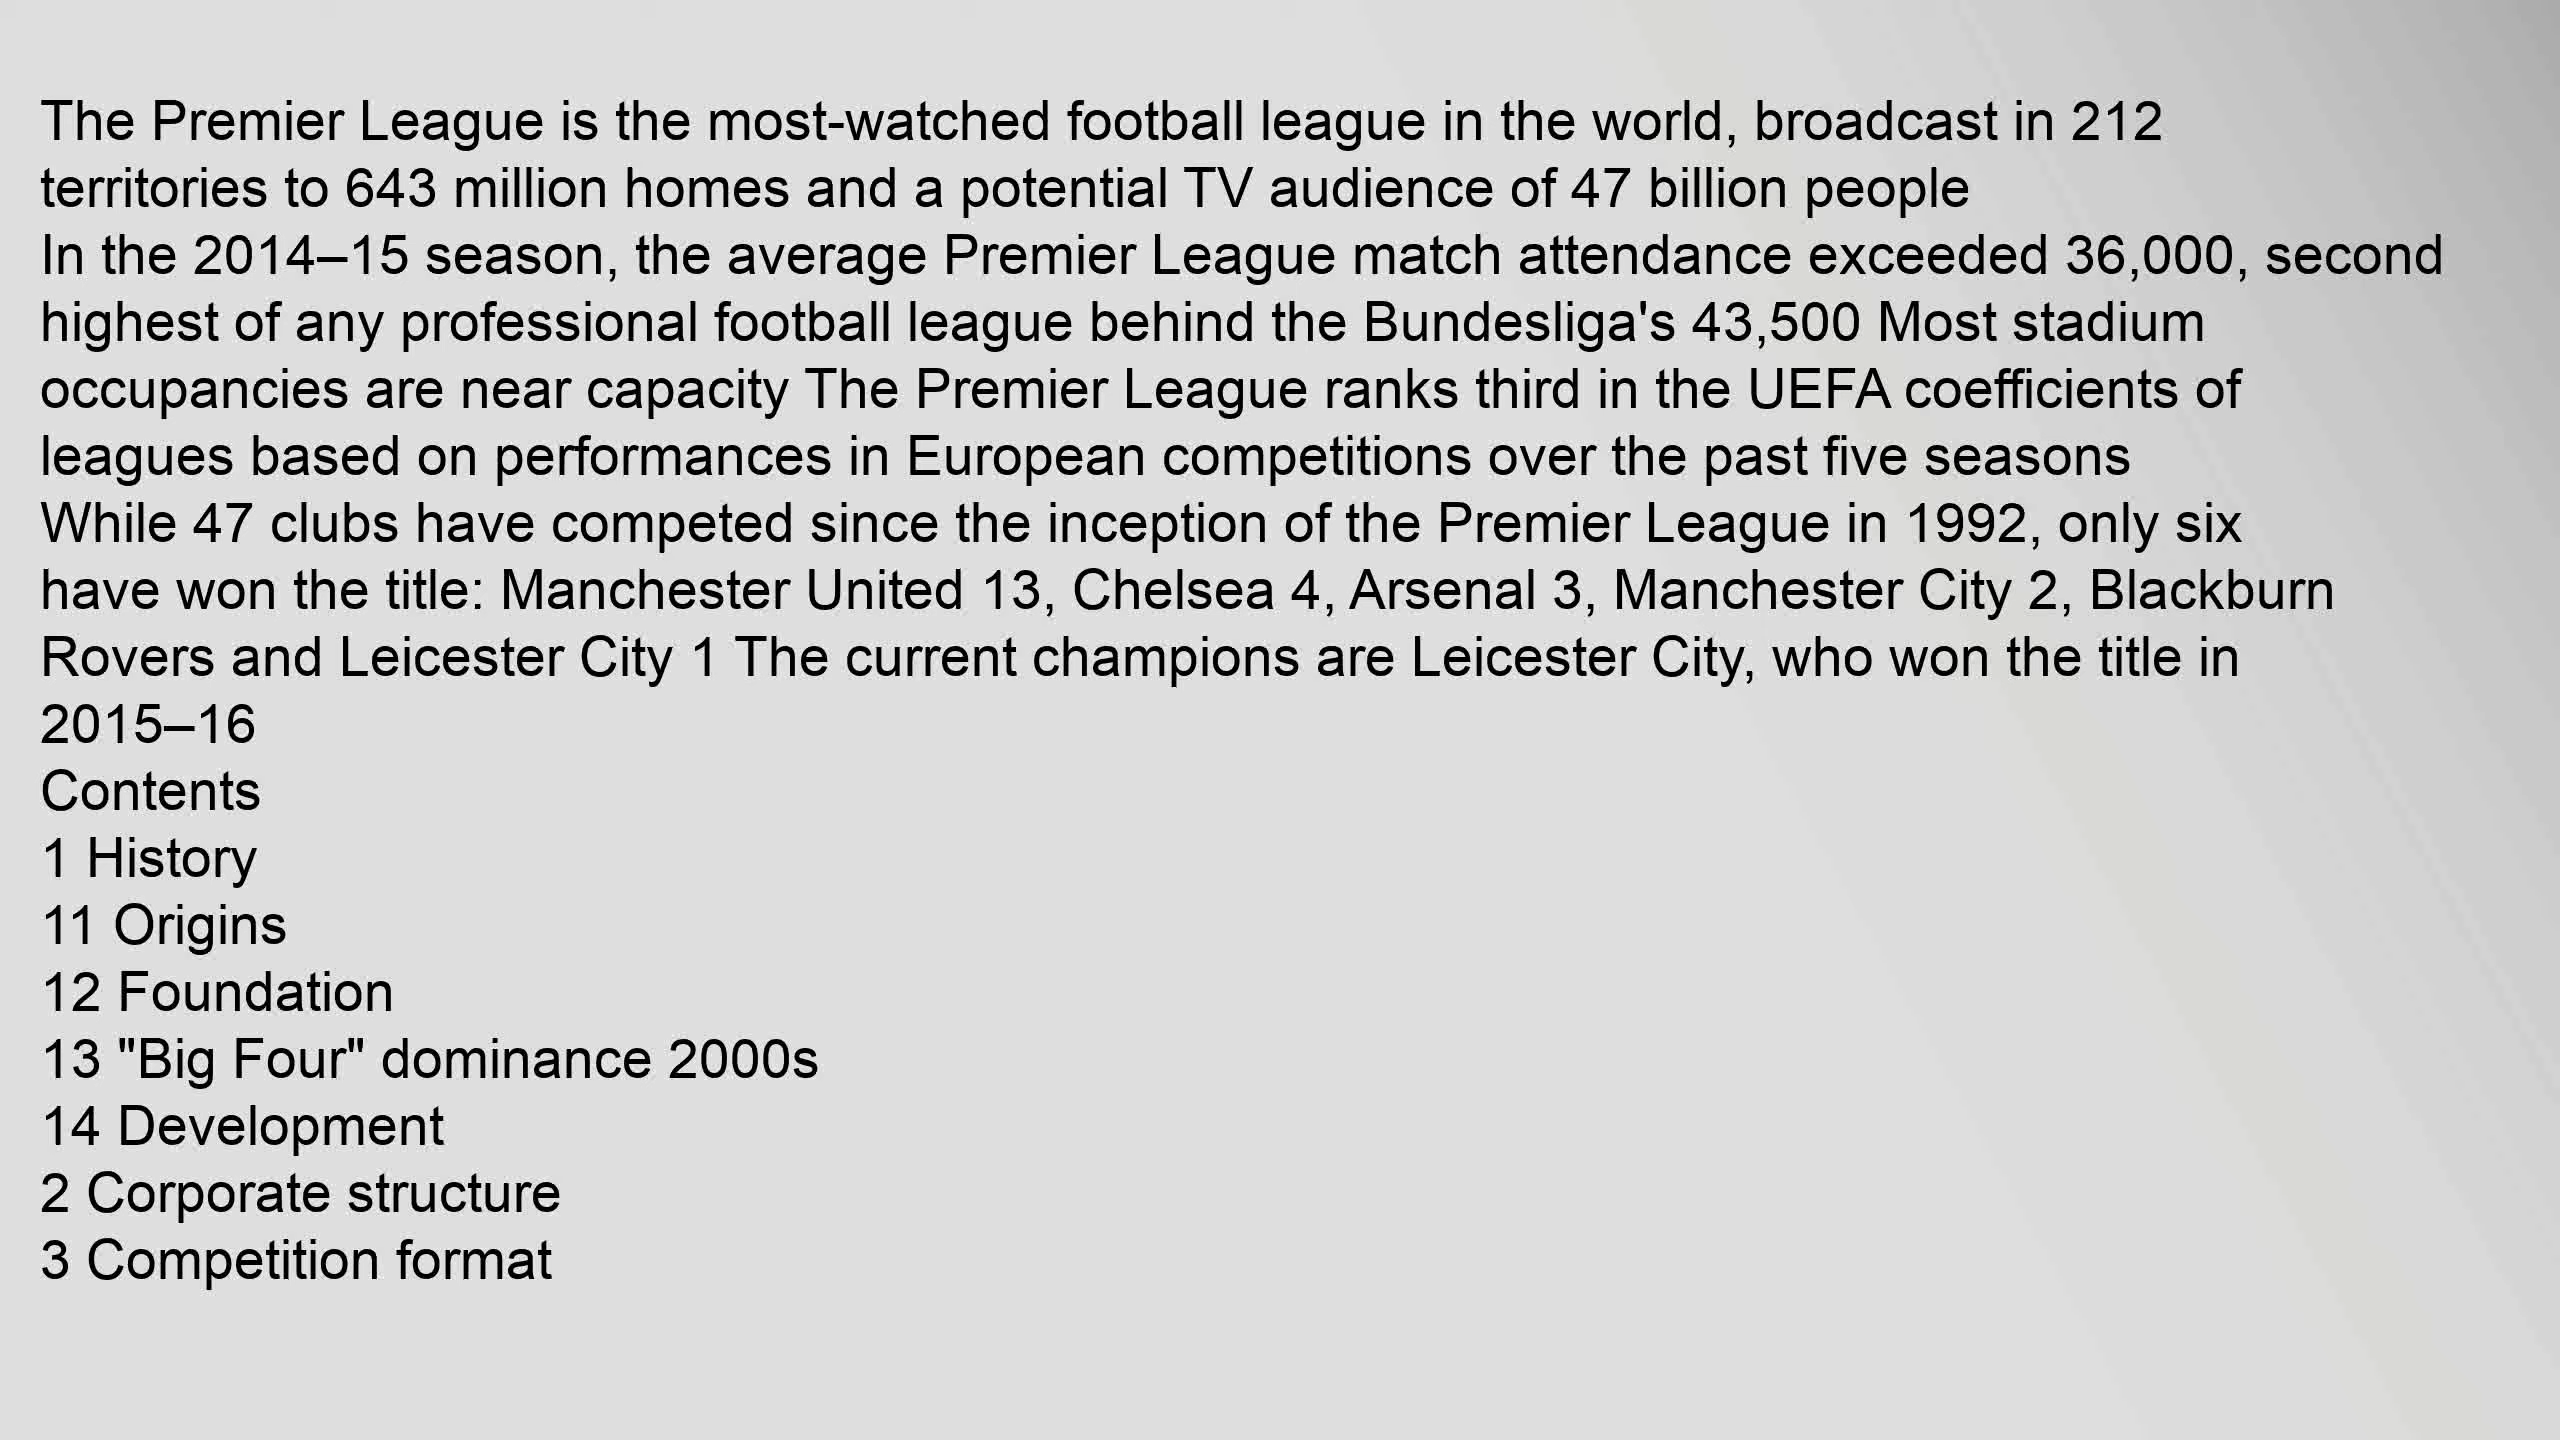 The Premier League is the most-watched football league in the world, broadcast in 212
territories to 643 million homes and a potential TV audience of 47 billion people
In the 2014–15 season, the average Premier League match attendance exceeded 36,000, second
highest of any professional football league behind the Bundesliga's 43,500 Most stadium
occupancies are near capacity The Premier League ranks third in the UEFA coefficients of
leagues based on performances in European competitions over the past five seasons
While 47 clubs have competed since the inception of the Premier League in 1992, only six
have won the title: Manchester United 13, Chelsea 4, Arsenal 3, Manchester City 2, Blackburn
Rovers and Leicester City 1 The current champions are Leicester City, who won the title in
2015–16
Contents
1 History
11 Origins
12 Foundation
13 "Big Four" dominance 2000s
14 Development
2 Corporate structure
3 Competition format